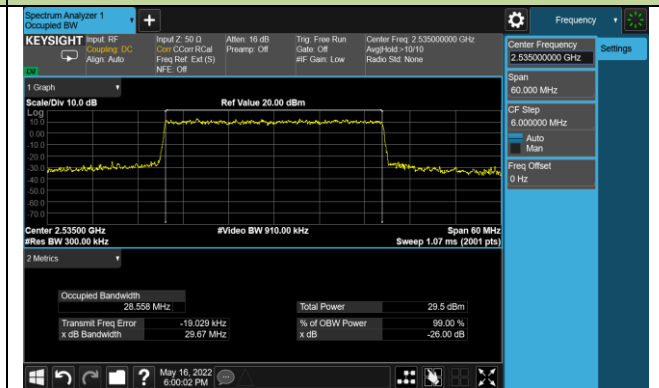 Spectrum Analyzer 1
Occupied BW
Frequency
KEYSIGHT
Input: RF
Coupling: DC
Align: Auto
Input Z: 50 Ω
Corr CCorr RCal
Freq Ref: Ext (S)
NFE: Off
Atten: 16 dB
Preamp: Off
Trig: Free Run
Gate: Off
#IF Gain: Low
Center Freq: 2.535000000 GHz
Avg|Hold:>10/10
Radio Std: None
Center Frequency
2.535000000 GHz
Settings
Span
60.000 MHz
CF Step
6.000000 MHz
Auto
Man
Freq Offset
0 Hz
1 Graph
Scale/Div 10.0 dB
Ref Value 20.00 dBm
Log
10.0
0.00
-10.0
-20.0
-30.0
-40.0
-50.0
-60.0
-70.0
Center 2.53500 GHz
#Video BW 910.00 kHz
Span 60 MHz
#Res BW 300.00 kHz
Sweep 1.07 ms (2001 pts)
2 Metrics
Occupied Bandwidth
28.558 MHz
Total Power 29.5 dBm
Transmit Freq Error -19.029 kHz
% of OBW Power 99.00 %
x dB Bandwidth 29.67 MHz
x dB -26.00 dB
May 16, 2022
6:00:02 PM